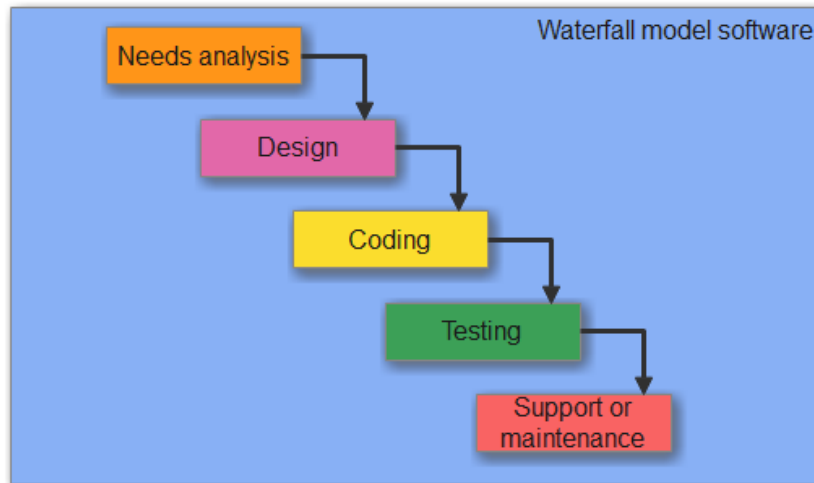 Waterfall model software
Needs analysis
Design
Coding
Testing
Support or
maintenance